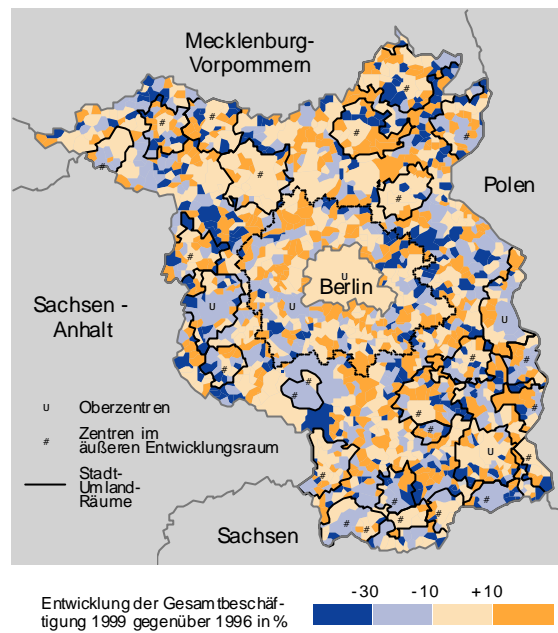 Mecklenburg-
Vorpommern
#
#
#
#
#
#
#
#
#
Polen
#
U
Berlin
Sachsen -
Anhalt
U
U
U
#
#
#
#
#
#
#
#
U
#
#
#
#
#
#
#
#
U Oberzentren
# Zentren im
äußeren Entwicklungsraum
Stadt-
Umland-
Räume
Sachsen
Entwicklung der Gesamtbeschäf-
tigung 1999 gegenüber 1996 in %
-30 -10 +10